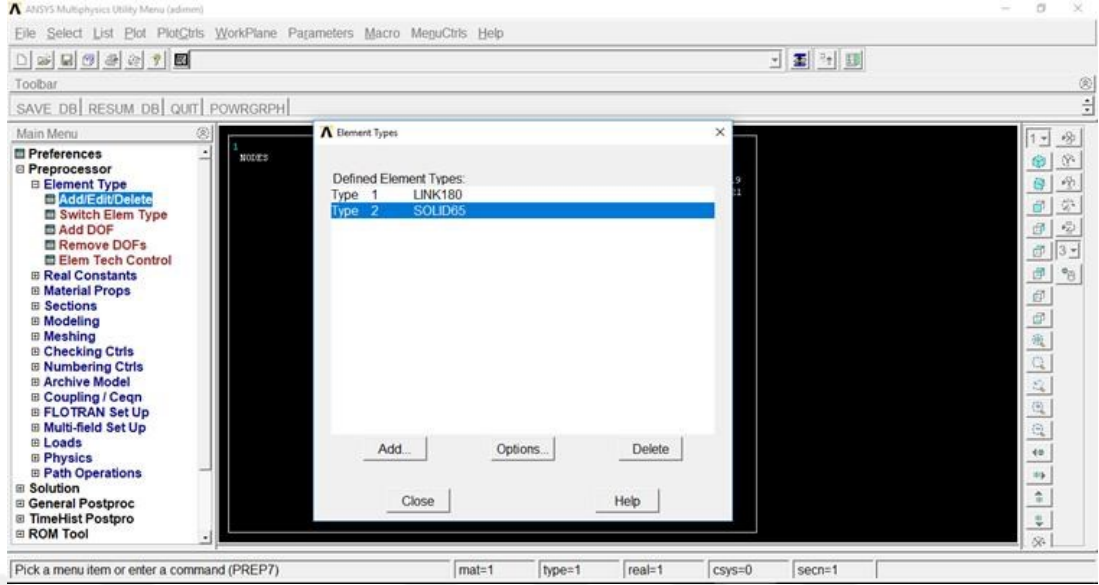 ANSYS Multiphysics Utility Menu (adimm)
File Select List Plot PlotCtrls WorkPlane Parameters Macro MenuCtrls Help
Toolbar
SAVE_DB RESUM_DB QUIT POWRGRPH
Main Menu
Preferences
Preprocessor
Element Type
Add/Edit/Delete
Switch Elem Type
Add DOF
Remove DOFs
Elem Tech Control
Real Constants
Material Props
Sections
Modeling
Meshing
Checking Ctrls
Numbering Ctrls
Archive Model
Coupling / Ceqn
FLOTRAN Set Up
Multi-field Set Up
Loads
Physics
Path Operations
Solution
General Postproc
TimeHist Postpro
ROM Tool
1
NODES
Element Types
Defined Element Types:
Type 1 LINK180
Type 2 SOLID65
Add... Options... Delete
Close Help
1
3
Pick a menu item or enter a command (PREP7) mat=1 type=1 real=1 csys=0 secn=1